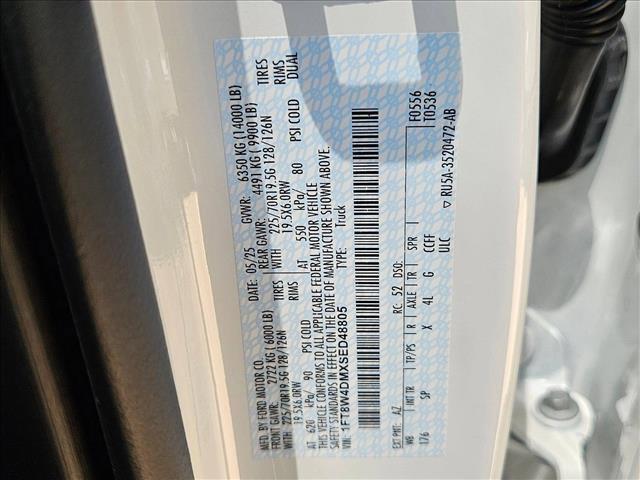 MFD. BY FORD MOTOR CO.
DATE: 05/25 GVWR: 6350 KG (14000 LB)
FRONT GAWR: 2722 KG (6000 LB) REAR GAWR: 4491 KG (9900 LB)
WITH 225/70R19.5G 128/126N TIRES WITH 225/70R19.5G 128/126N TIRES
19.5X6.0RW RIMS 19.5X6.0RW RIMS
AT 620 kPa/ 90 PSI COLD AT 550 kPa/ 80 PSI COLD DUAL
THIS VEHICLE CONFORMS TO ALL APPLICABLE FEDERAL MOTOR VEHICLE
SAFETY STANDARDS IN EFFECT ON THE DATE OF MANUFACTURE SHOWN ABOVE.
VIN: 1FT8W4DMXSED48805 TYPE: Truck
EXT PNT: AZ RC: 52 DSO: F0556
T0536
WB INT TR TP/PS R AXLE TR SPR
176 SP X 4L G CCFF
ULC ▽ RU5A-3520472-AB